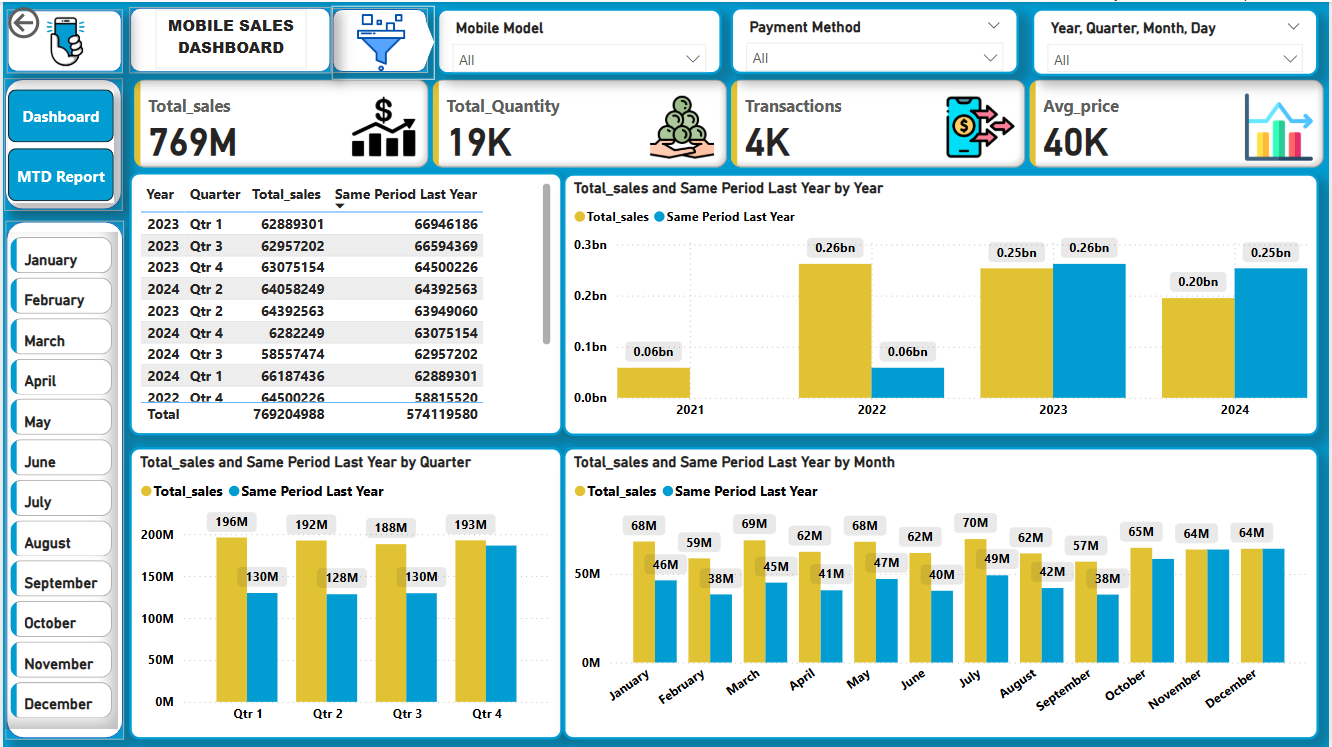 MOBILE SALES
DASHBOARD
Mobile Model
All
Payment Method
All
Year, Quarter, Month, Day
All
Dashboard
MTD Report
Total_sales
769M
Total_Quantity
19K
Transactions
4K
Avg_price
40K
January
February
March
April
May
June
July
August
September
October
November
December
Year Quarter Total_sales Same Period Last Year
2023 Qtr 1 62889301 66946186
2023 Qtr 3 62957202 66594369
2023 Qtr 4 63075154 64500226
2024 Qtr 2 64058249 64392563
2023 Qtr 2 64392563 63949060
2024 Qtr 4 6282249 63075154
2024 Qtr 3 58557474 62957202
2024 Qtr 1 66187436 62889301
2022 Qtr 4 64500226 58815520
Total 769204988 574119580
Total_sales and Same Period Last Year by Year
Total_sales Same Period Last Year
0.3bn
0.2bn
0.1bn
0.0bn
0.06bn
0.26bn
0.06bn
0.25bn
0.26bn
0.20bn
0.25bn
2021 2022 2023 2024
Total_sales and Same Period Last Year by Quarter
Total_sales Same Period Last Year
200M
150M
100M
50M
0M
196M 192M 188M 193M
130M 128M 130M
Qtr 1 Qtr 2 Qtr 3 Qtr 4
Total_sales and Same Period Last Year by Month
Total_sales Same Period Last Year
50M
0M
68M 59M 69M 62M 68M 62M 70M 62M 57M 65M 64M 64M
46M 38M 45M 41M 47M 40M 49M 42M 38M
January February March April May June July August September October November December